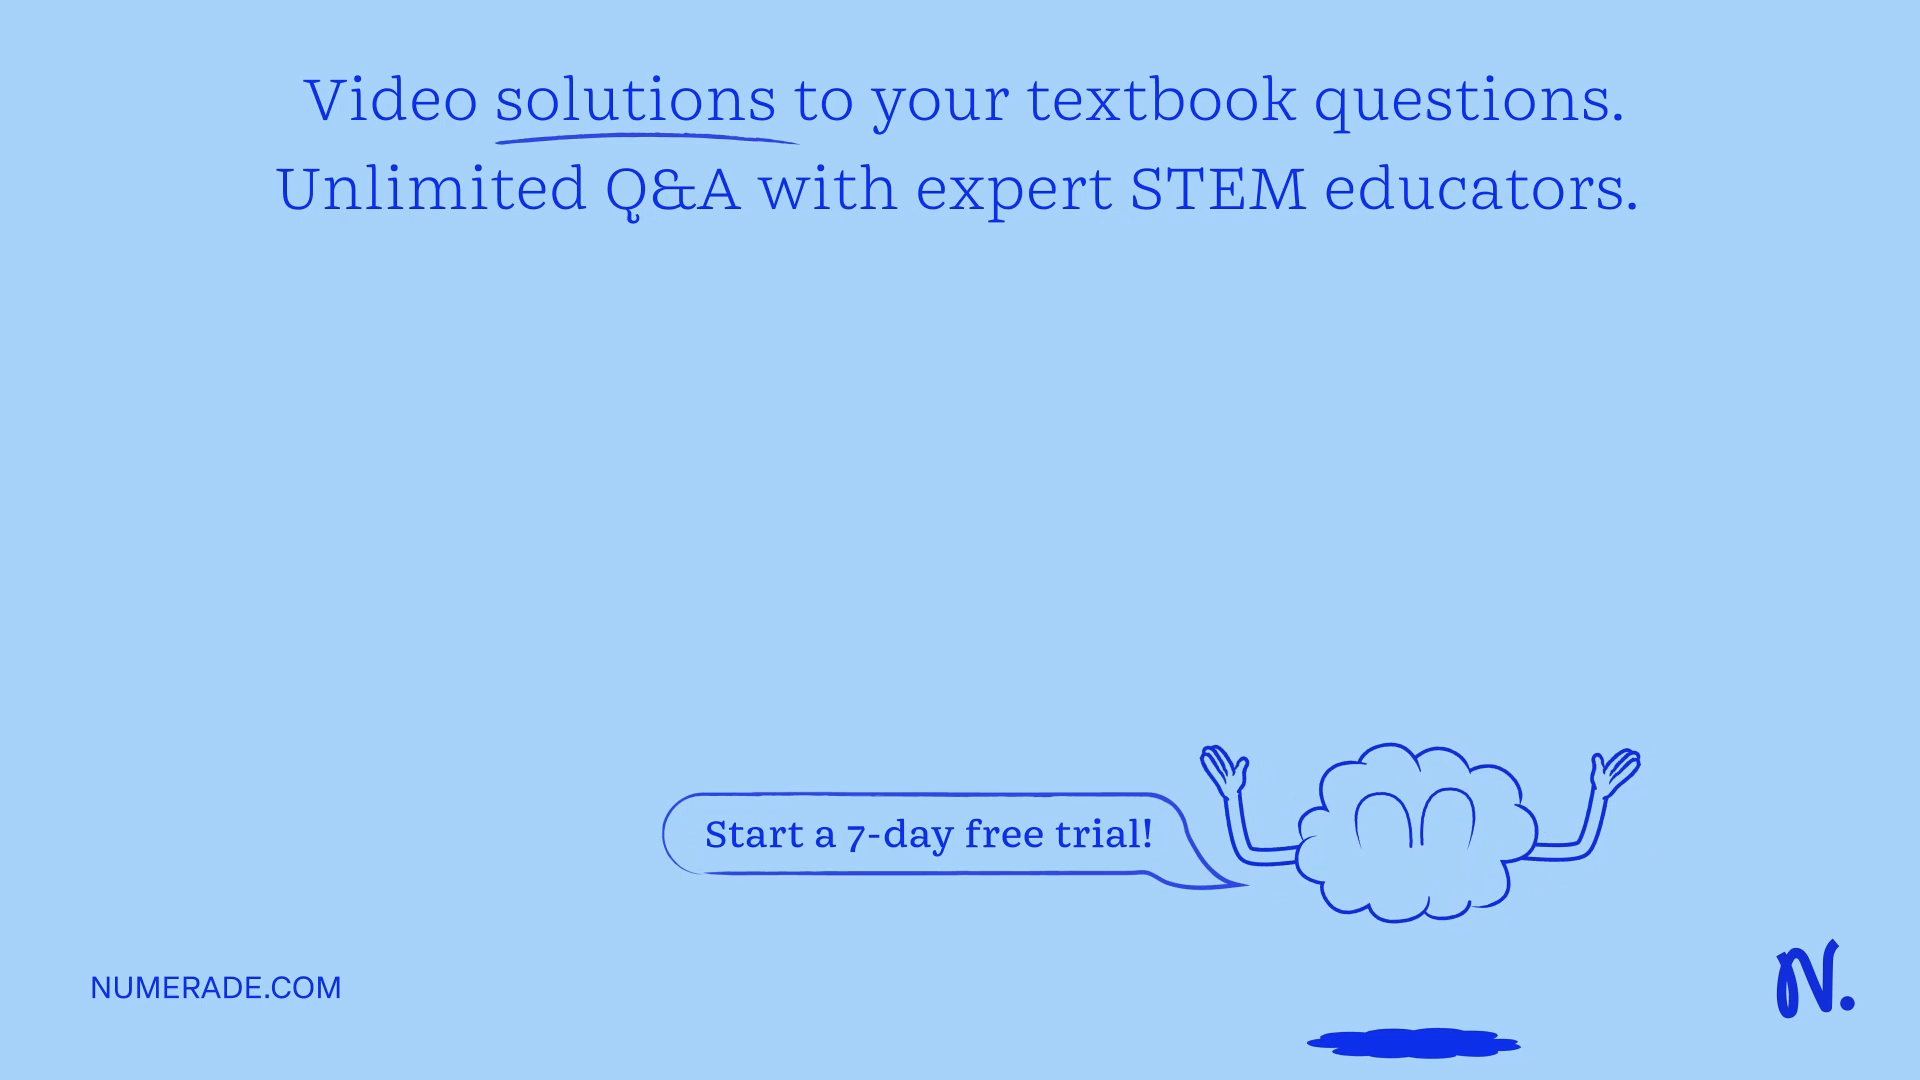 Video solutions to your textbook questions.
Unlimited Q&A with expert STEM educators.
Start a 7-day free trial!
NUMERADE.COM
N.